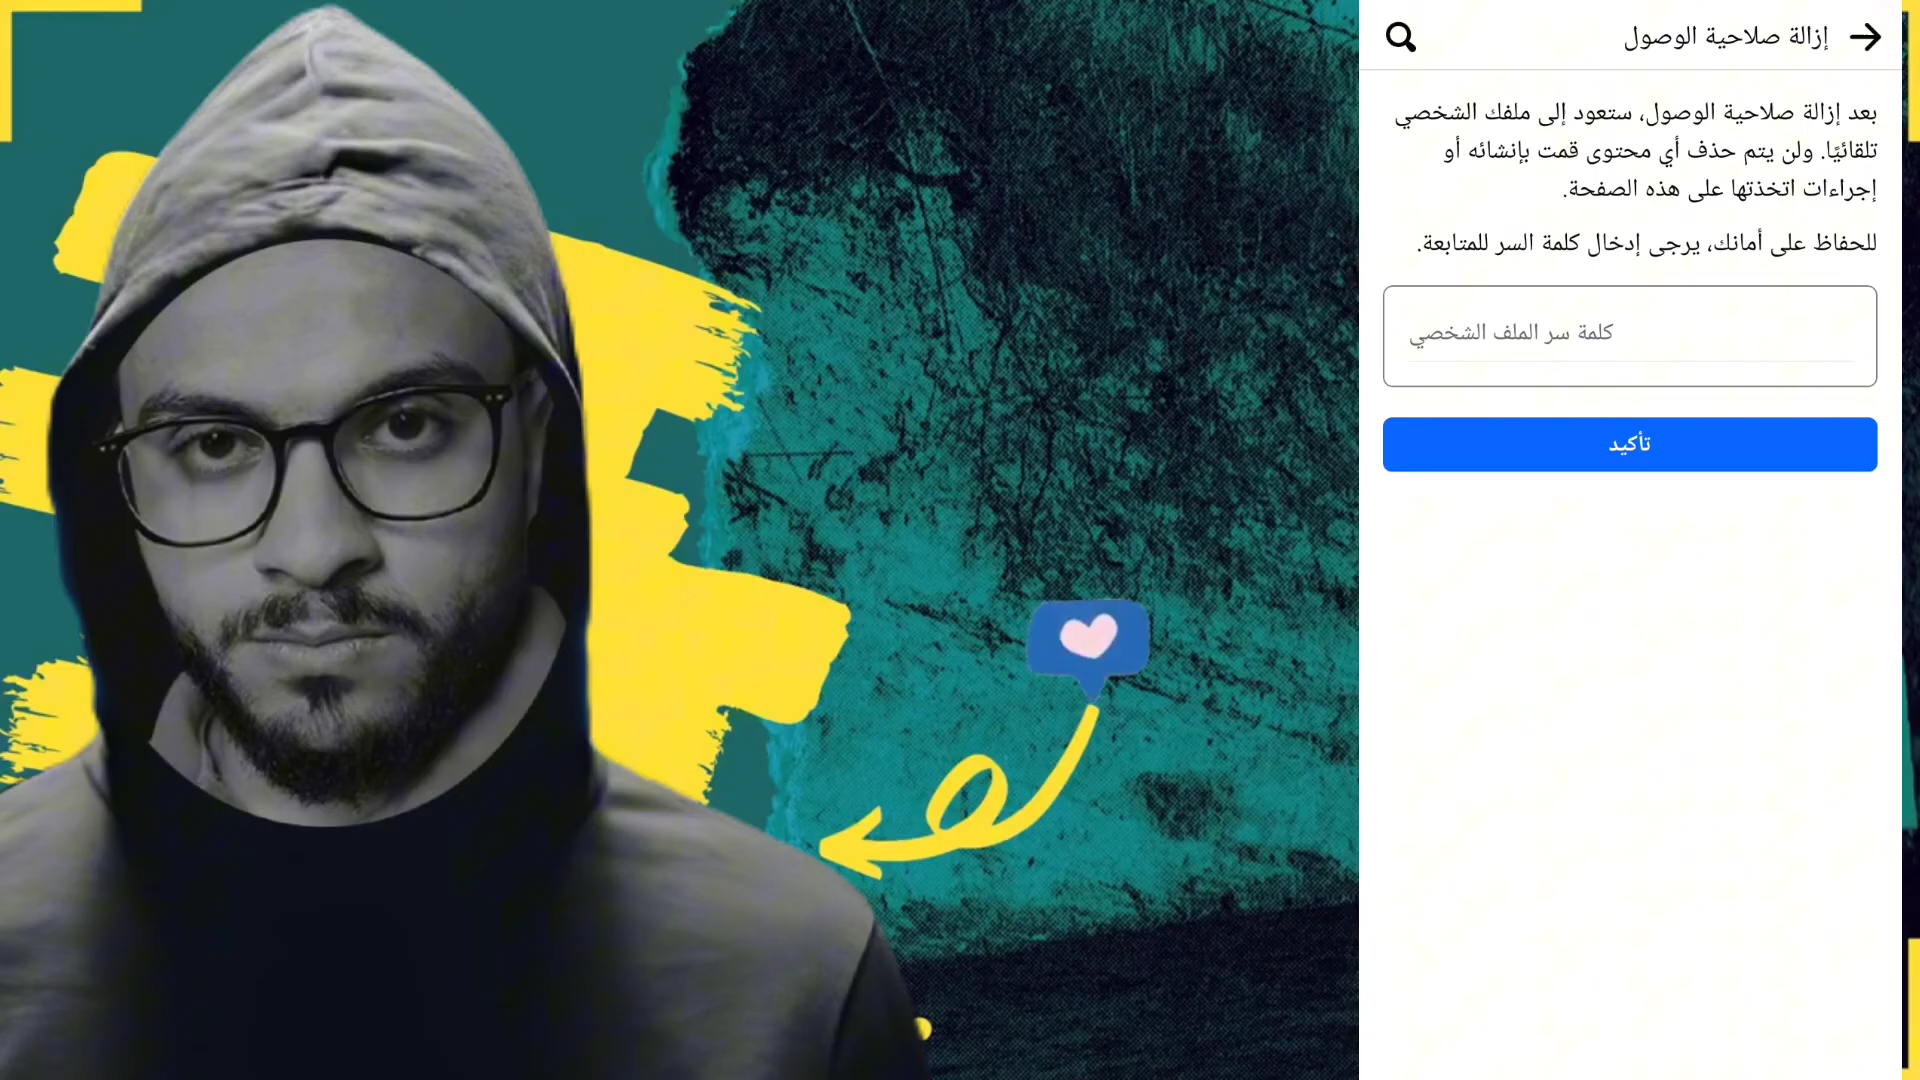 إزالة صلاحية الوصول
بعد إزالة صلاحية الوصول، ستعود إلى ملفك الشخصي
تلقائيًا. ولن يتم حذف أي محتوى قمت بإنشائه أو
إجراءات اتخذتها على هذه الصفحة.
للحفاظ على أمانك، يرجى إدخال كلمة السر للمتابعة.
كلمة سر الملف الشخصي
تأكيد